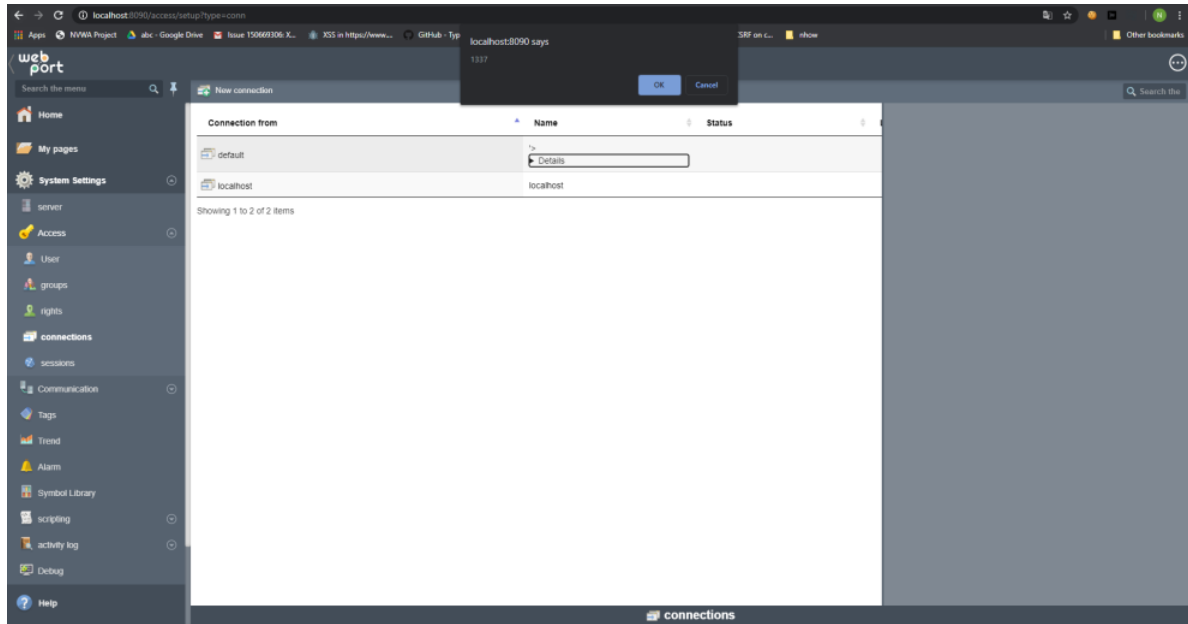 localhost:8090/access/setup?type=conn
Apps NVWA Project abc - Google Drive Issue 150669306: X... XSS in https://www.... GitHub - Typ SRF on c... nhow Other bookmarks
localhost:8090 says
1337
OK Cancel
web
port
Search the menu
New connection
Search the
Home
My pages
System Settings
server
Access
User
groups
rights
connections
sessions
Communication
Tags
Trend
Alarm
Symbol Library
scripting
activity log
Debug
Help
Connection from Name Status
default '>
Details
localhost localhost
Showing 1 to 2 of 2 items
connections